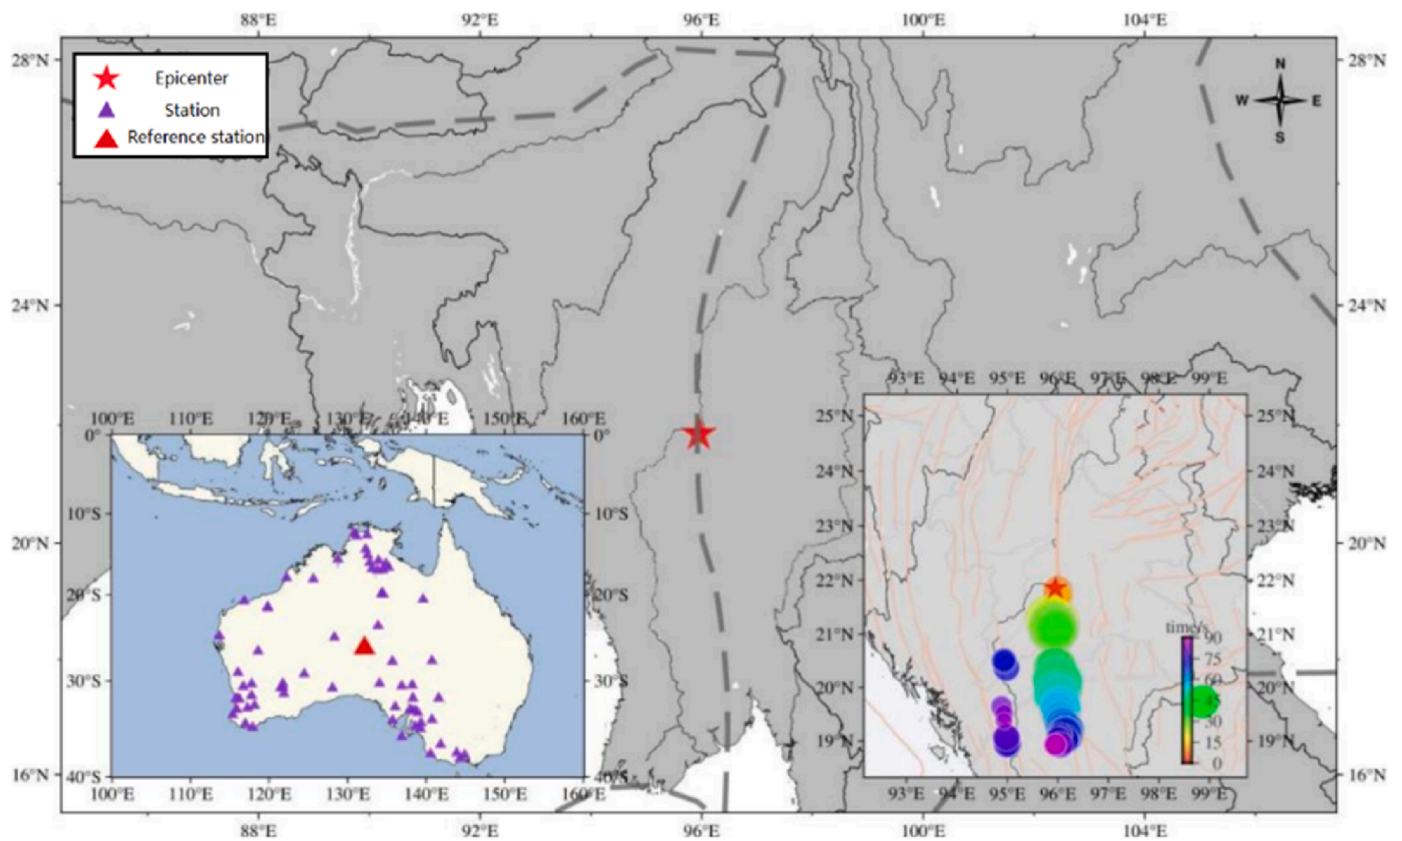 88°E 92°E 96°E 100°E 104°E
28°N 28°N
Epicenter
Station
Reference station
N
W E
S
24°N 24°N
93°E 94°E 95°E 96°E 97°E 98°E 99°E
100°E 110°E 120°E 130°E 140°E 150°E 160°E
0° 0°
25°N 25°N
24°N 24°N
10°S 10°S
23°N 23°N
20°N 20°N
22°N 22°N
20°S 20°S
time/s
21°N 21°N
90
75
60
45
30
15
0
30°S 30°S
20°N 20°N
19°N 19°N
16°N 16°N
40°S 40°S
100°E 110°E 120°E 130°E 140°E 150°E 160°E
93°E 94°E 95°E 96°E 97°E 98°E 99°E
88°E 92°E 96°E 100°E 104°E